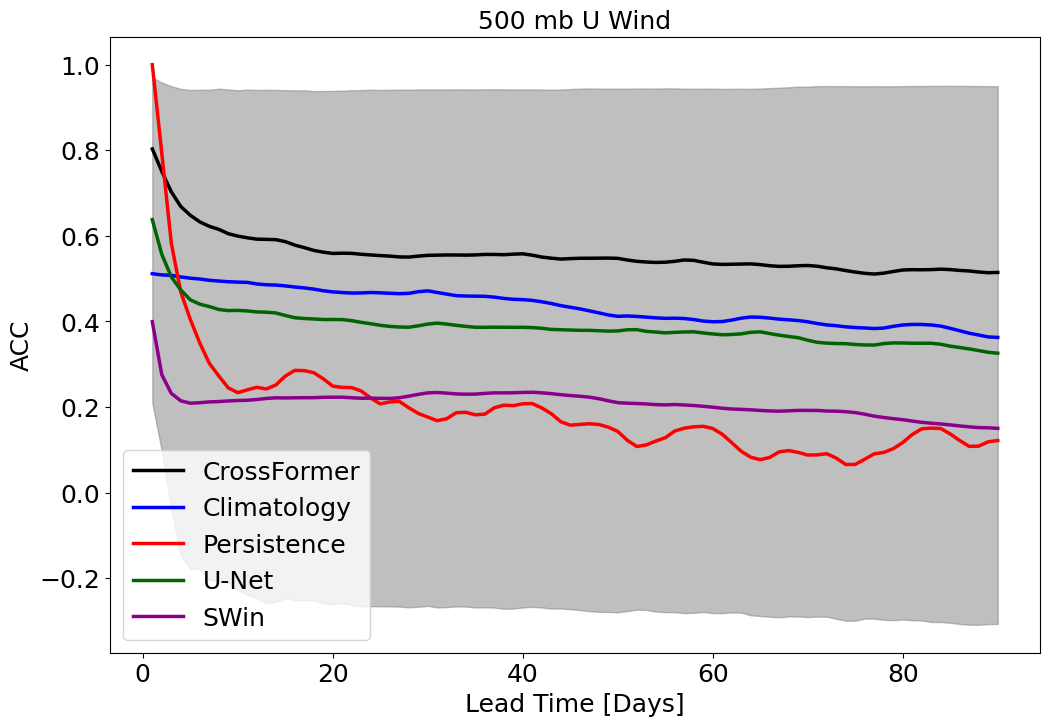 500 mb U Wind
ACC
1.0
0.8
0.6
0.4
0.2
0.0
−0.2
CrossFormer
Climatology
Persistence
U-Net
SWin
0 20 40 60 80
Lead Time [Days]